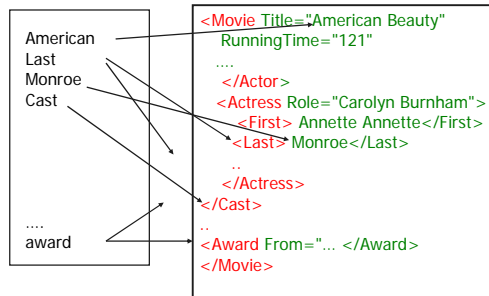 American
Last
Monroe
Cast
....
award
<Movie Title="American Beauty"
RunningTime="121"
....
</Actor>
<Actress Role="Carolyn Burnham">
<First> Annette Annette</First>
<Last> Monroe</Last>
..
</Actress>
</Cast>
..
<Award From="... </Award>
</Movie>